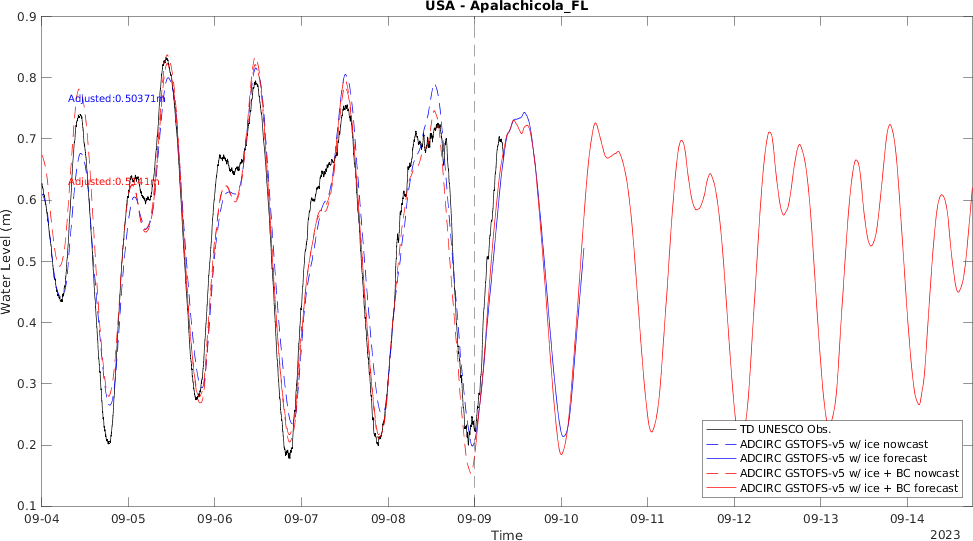 USA - Apalachicola_FL
0.9
0.8
0.7
0.6
0.5
0.4
0.3
0.2
0.1
Water Level (m)
Adjusted:0.50371m
TD UNESCO Obs.
ADCIRC GSTOFS-v5 w/ ice nowcast
ADCIRC GSTOFS-v5 w/ ice forecast
ADCIRC GSTOFS-v5 w/ ice + BC nowcast
ADCIRC GSTOFS-v5 w/ ice + BC forecast
09-04 09-05 09-06 09-07 09-08 09-09 09-10 09-11 09-12 09-13 09-14
Time
2023